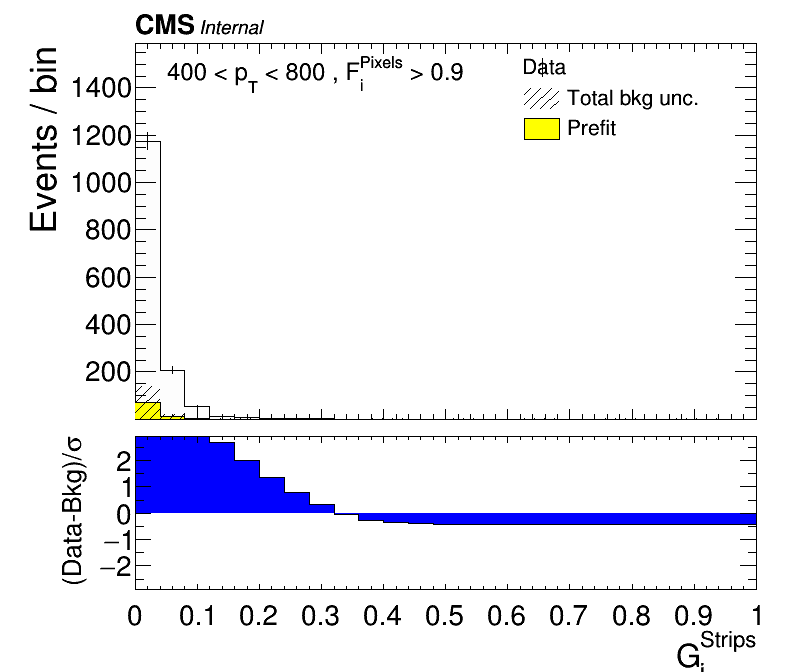 CMS Internal
400 < p_T < 800 , F_i^Pixels > 0.9
Data
Total bkg unc.
Prefit
Events / bin
1400
1200
1000
800
600
400
200
(Data-Bkg)/σ
2
1
0
−1
−2
0 0.1 0.2 0.3 0.4 0.5 0.6 0.7 0.8 0.9 1
G_i^Strips